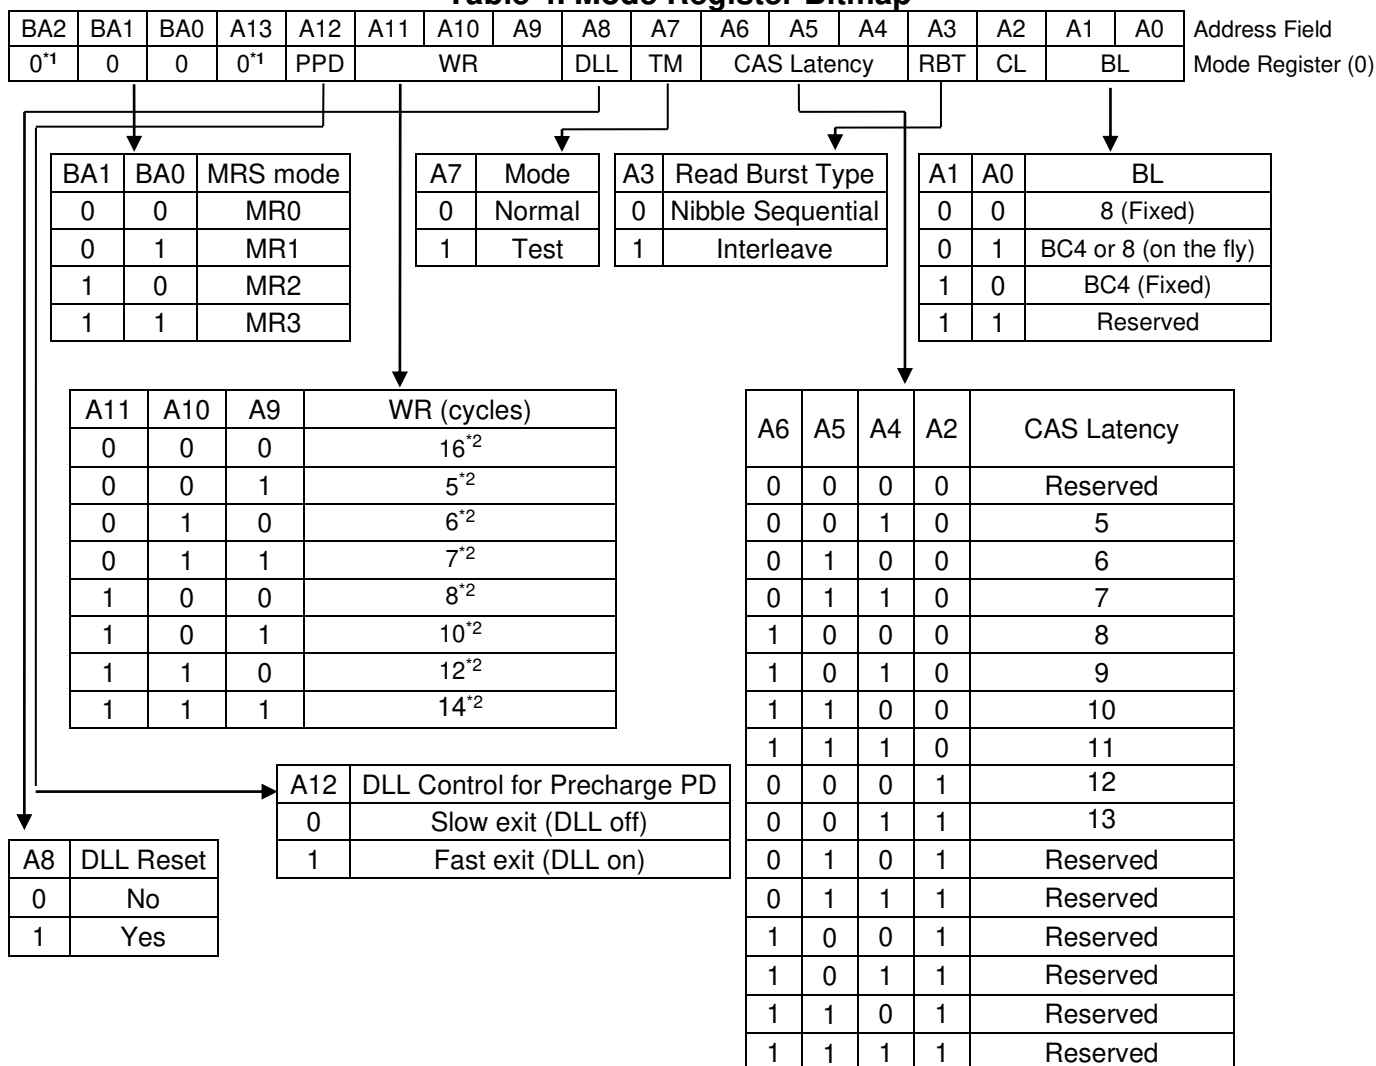 Table 4. Mode Register Bitmap
BA2 BA1 BA0 A13 A12 A11 A10 A9 A8 A7 A6 A5 A4 A3 A2 A1 A0 Address Field
0*1 0 0 0*1 PPD WR DLL TM CAS Latency RBT CL BL Mode Register (0)
BA1 BA0 MRS mode
0 0 MR0
0 1 MR1
1 0 MR2
1 1 MR3
A7 Mode
0 Normal
1 Test
A3 Read Burst Type
0 Nibble Sequential
1 Interleave
A1 A0 BL
0 0 8 (Fixed)
0 1 BC4 or 8 (on the fly)
1 0 BC4 (Fixed)
1 1 Reserved
A11 A10 A9 WR (cycles)
0 0 0 16*2
0 0 1 5*2
0 1 0 6*2
0 1 1 7*2
1 0 0 8*2
1 0 1 10*2
1 1 0 12*2
1 1 1 14*2
A6 A5 A4 A2 CAS Latency
0 0 0 0 Reserved
0 0 1 0 5
0 1 0 0 6
0 1 1 0 7
1 0 0 0 8
1 0 1 0 9
1 1 0 0 10
1 1 1 0 11
0 0 0 1 12
0 0 1 1 13
0 1 0 1 Reserved
0 1 1 1 Reserved
1 0 0 1 Reserved
1 0 1 1 Reserved
1 1 0 1 Reserved
1 1 1 1 Reserved
A12 DLL Control for Precharge PD
0 Slow exit (DLL off)
1 Fast exit (DLL on)
A8 DLL Reset
0 No
1 Yes